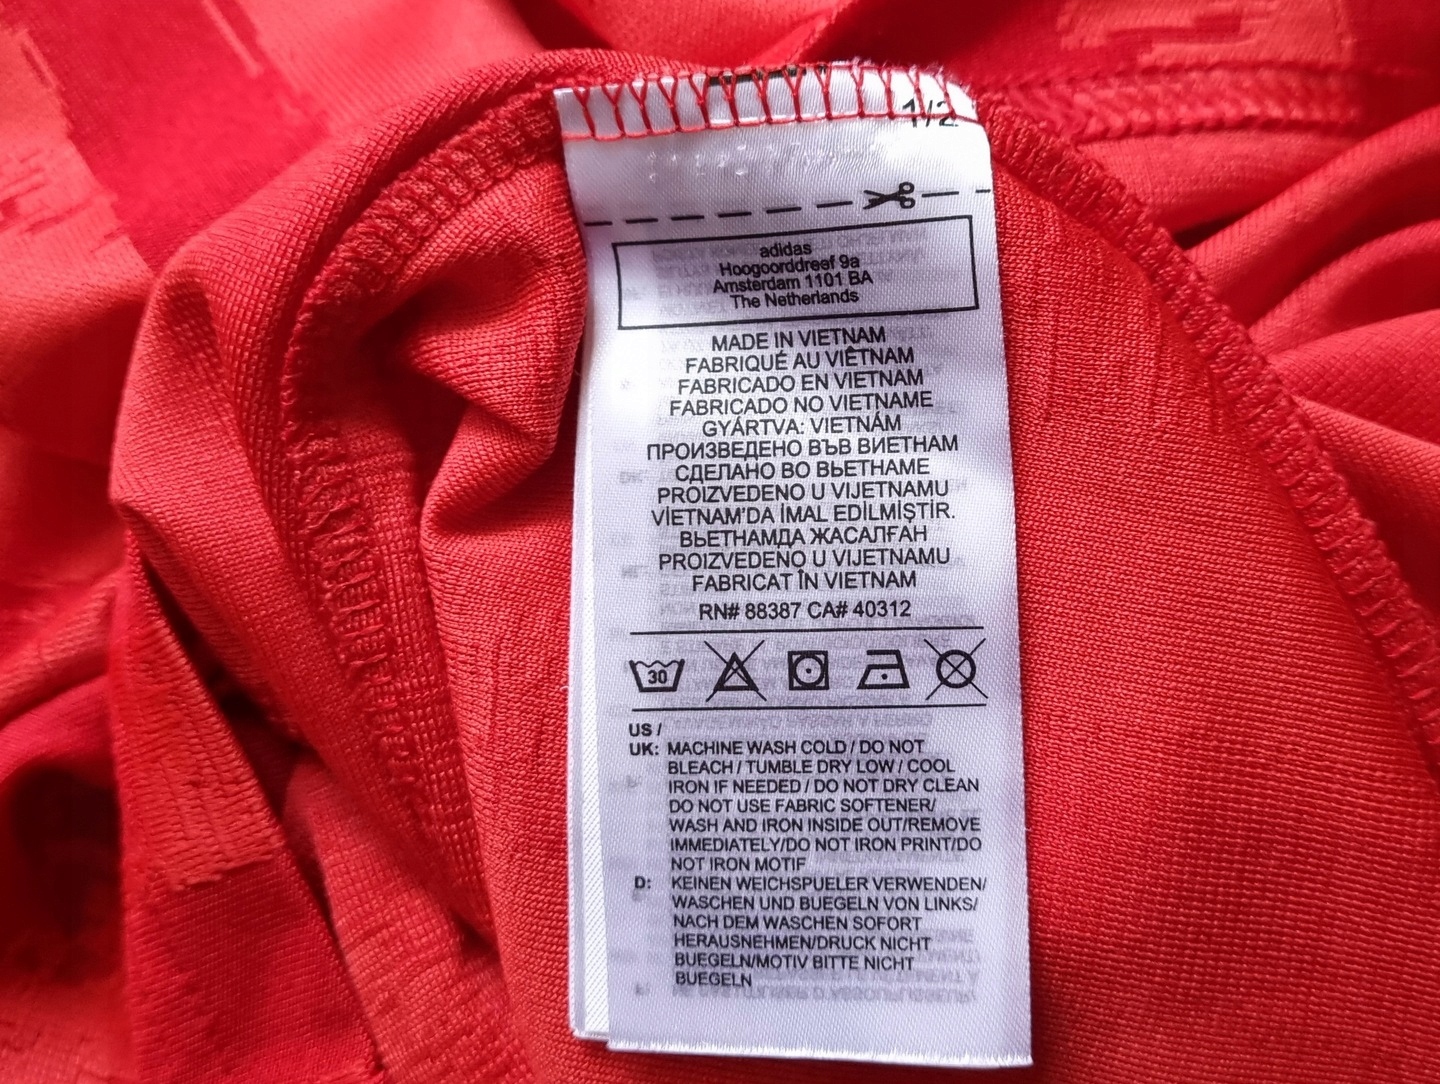 1/2
adidas
Hoogoorddreef 9a
Amsterdam 1101 BA
The Netherlands
MADE IN VIETNAM
FABRIQUÉ AU VIÊTNAM
FABRICADO EN VIETNAM
FABRICADO NO VIETNAME
GYÁRTVA: VIETNÁM
ПРОИЗВЕДЕНО ВЪВ ВИЕТНАМ
СДЕЛАНО ВО ВЬЕТНАМЕ
PROIZVEDENO U VIJETNAMU
VİETNAM'DA İMAL EDİLMİŞTİR.
ВЬЕТНАМДА ЖАСАЛҒАН
PROIZVEDENO U VIJETNAMU
FABRICAT ÎN VIETNAM
RN# 88387 CA# 40312
30
US /
UK: MACHINE WASH COLD / DO NOT
BLEACH / TUMBLE DRY LOW / COOL
IRON IF NEEDED / DO NOT DRY CLEAN
DO NOT USE FABRIC SOFTENER/
WASH AND IRON INSIDE OUT/REMOVE
IMMEDIATELY/DO NOT IRON PRINT/DO
NOT IRON MOTIF
D: KEINEN WEICHSPUELER VERWENDEN/
WASCHEN UND BUEGELN VON LINKS/
NACH DEM WASCHEN SOFORT
HERAUSNEHMEN/DRUCK NICHT
BUEGELN/MOTIV BITTE NICHT
BUEGELN